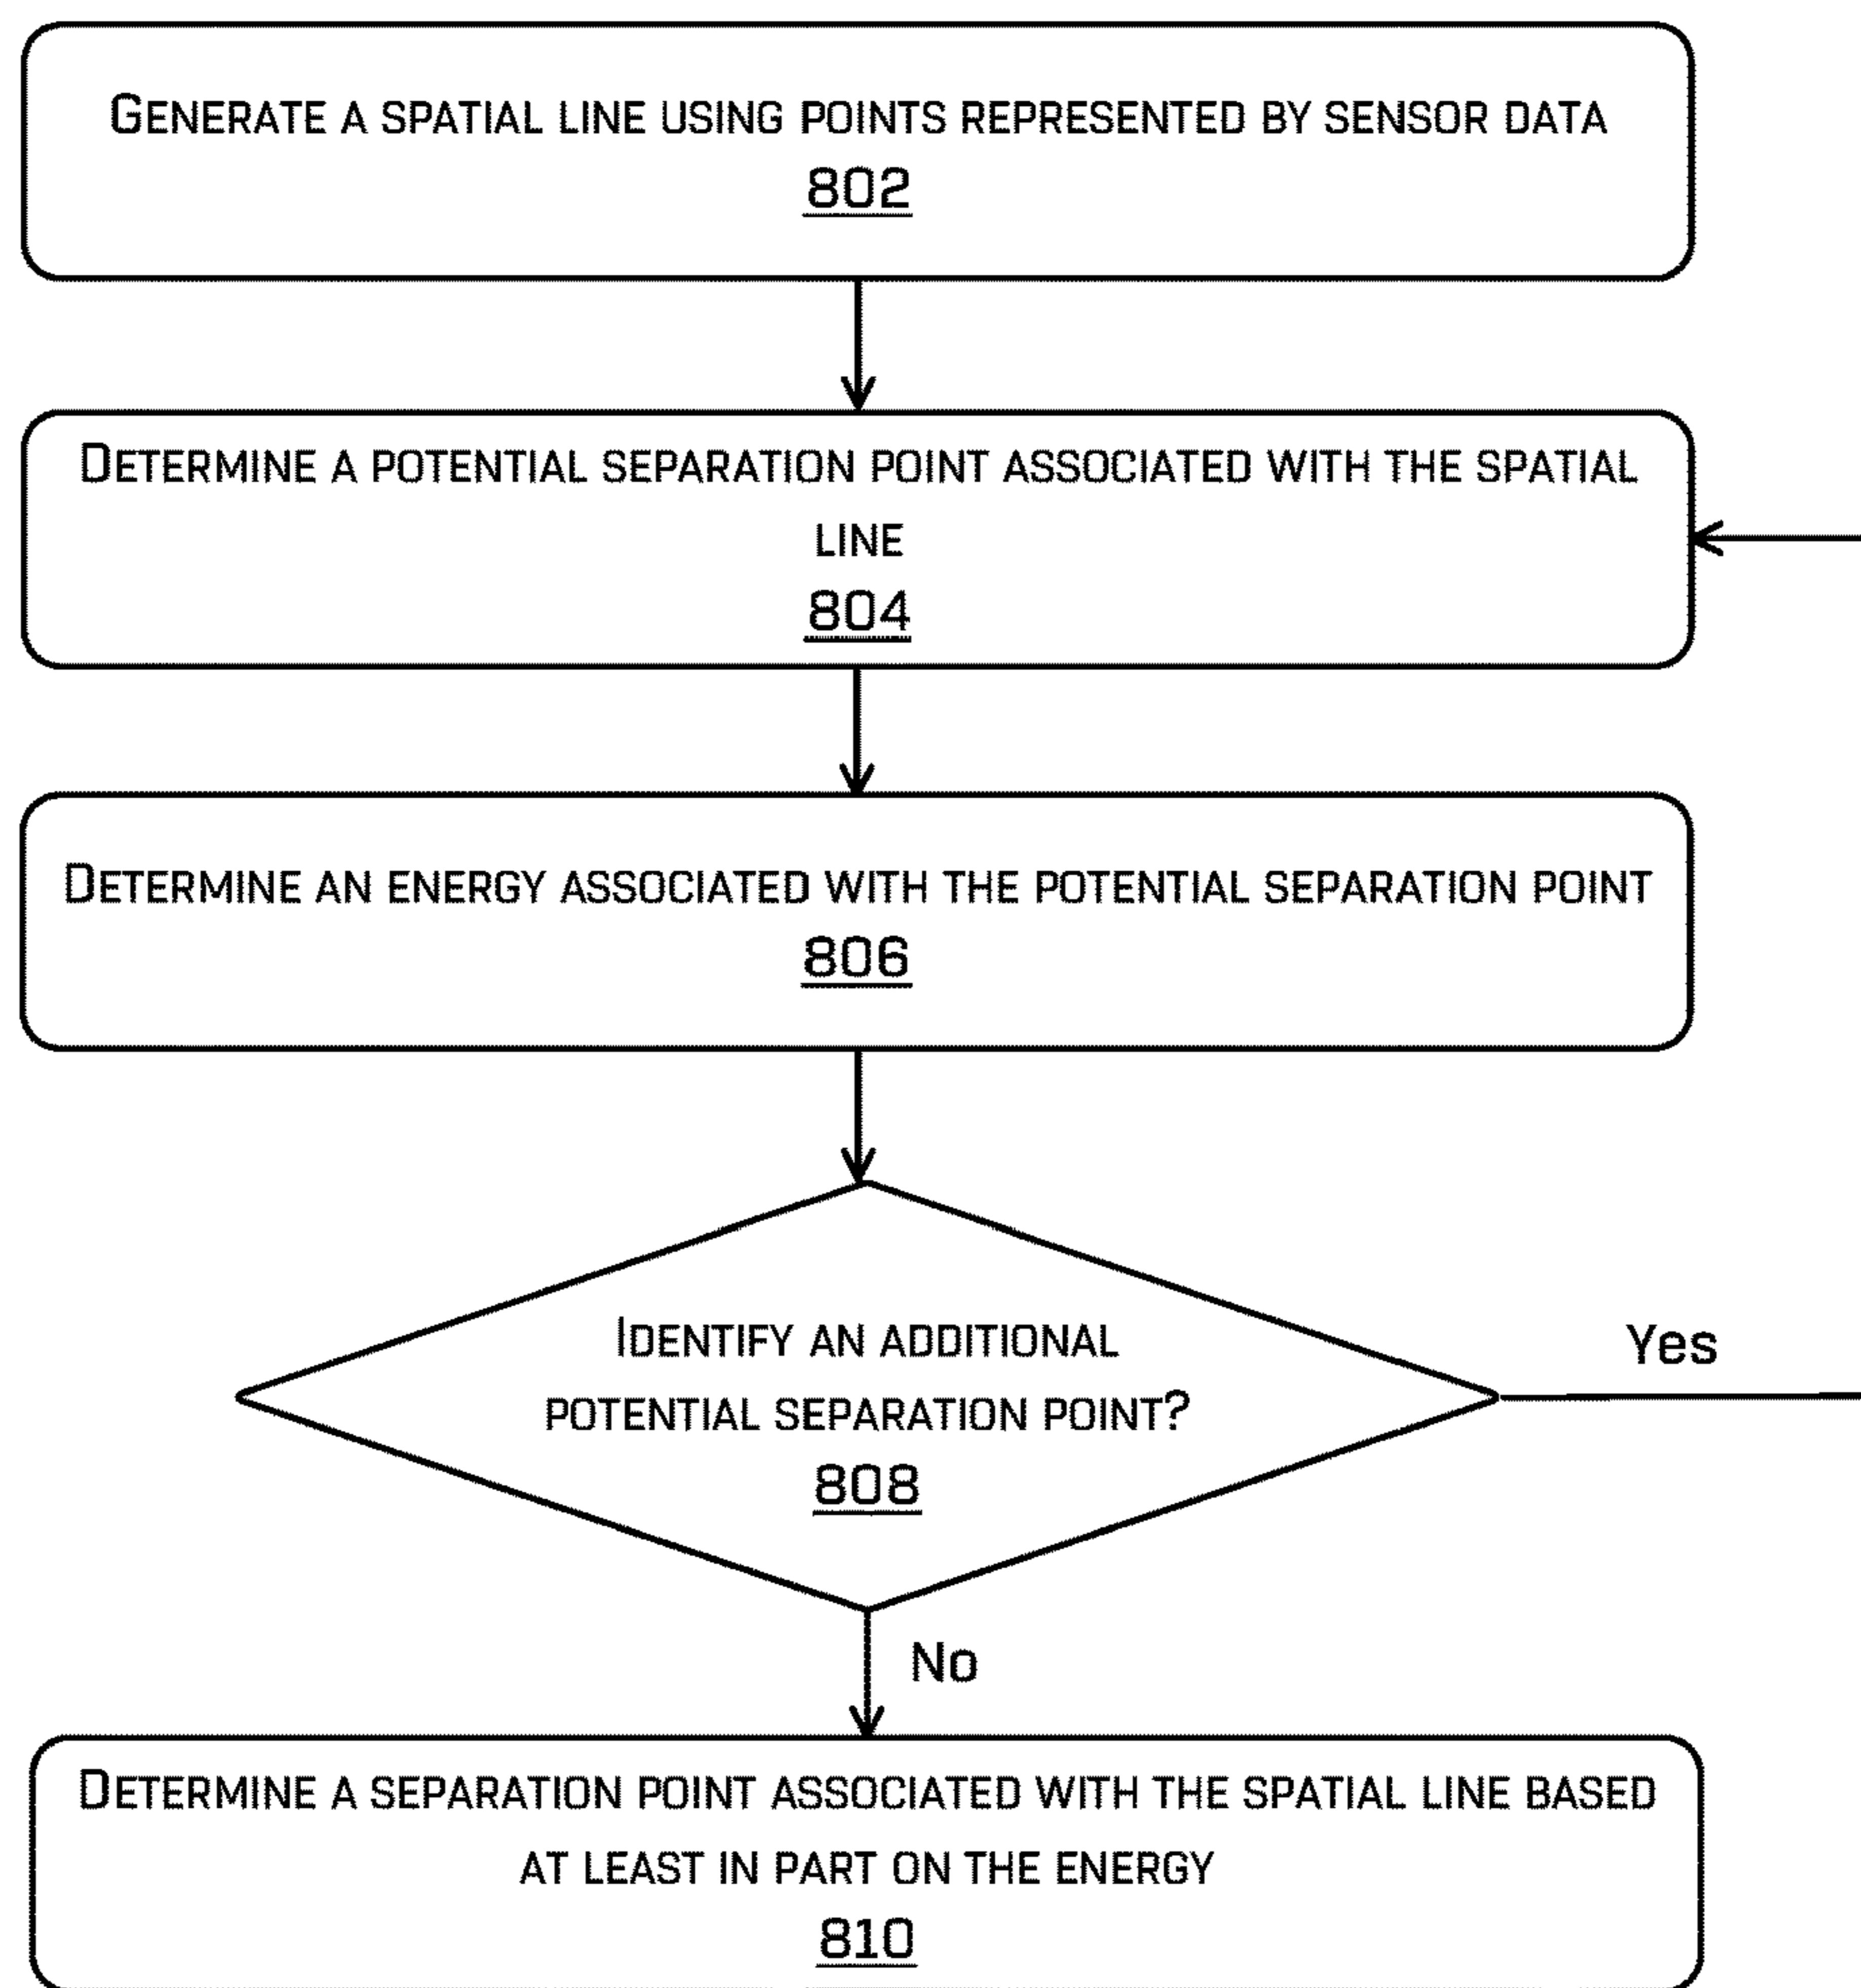 GENERATE A SPATIAL LINE USING POINTS REPRESENTED BY SENSOR DATA
802
DETERMINE A POTENTIAL SEPARATION POINT ASSOCIATED WITH THE SPATIAL
LINE
804
DETERMINE AN ENERGY ASSOCIATED WITH THE POTENTIAL SEPARATION POINT
806
IDENTIFY AN ADDITIONAL
POTENTIAL SEPARATION POINT?
808
Yes
No
DETERMINE A SEPARATION POINT ASSOCIATED WITH THE SPATIAL LINE BASED
AT LEAST IN PART ON THE ENERGY
810